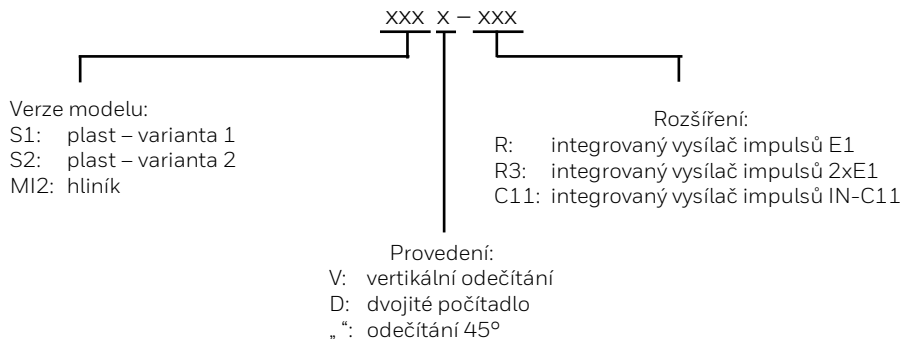 xxx x – xxx
Verze modelu:
S1: plast – varianta 1
S2: plast – varianta 2
MI2: hliník
Rozšíření:
R: integrovaný vysílač impulsů E1
R3: integrovaný vysílač impulsů 2xE1
C11: integrovaný vysílač impulsů IN-C11
Provedení:
V: vertikální odečítání
D: dvojité počítadlo
„ “: odečítání 45°